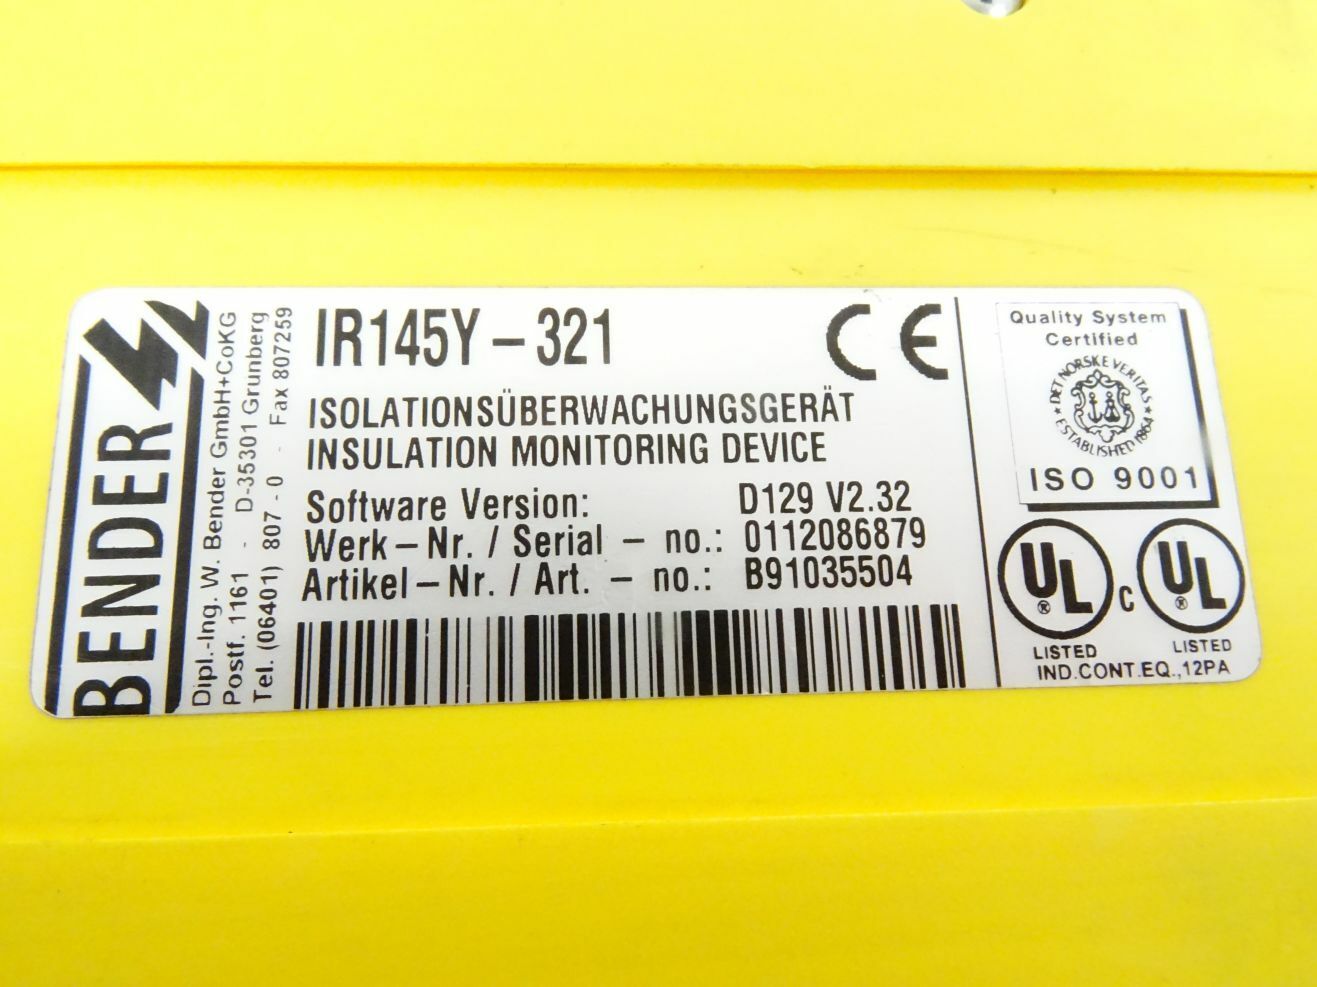 BENDER
Dipl.-Ing. W. Bender GmbH+CoKG
Postf. 1161 - D-35301 Grunberg
Tel. (06401) 807 - 0 - Fax 807259
IR145Y-321
CE
ISOLATIONSÜBERWACHUNGSGERÄT
INSULATION MONITORING DEVICE
Software Version: D129 V2.32
Werk-Nr. / Serial - no.: 0112086879
Artikel-Nr. / Art. - no.: B91035504
Quality System
Certified
DET NORSKE VERITAS
ESTABLISHED 1864
ISO 9001
UL ® C UL ®
LISTED LISTED
IND.CONT.EQ.,12PA